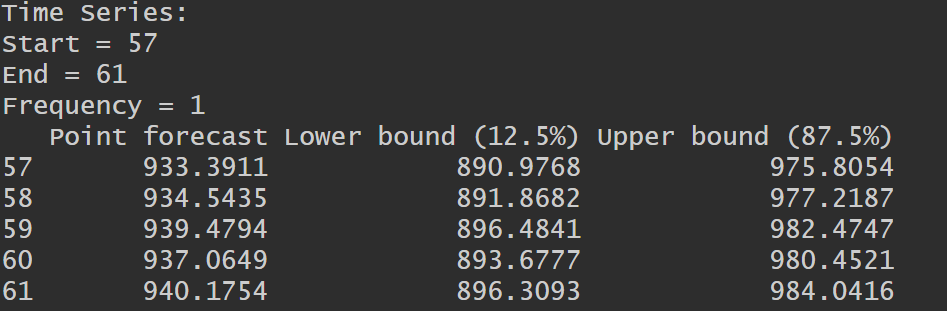 Time Series:
Start = 57
End = 61
Frequency = 1
   Point forecast Lower bound (12.5%) Upper bound (87.5%)
57       933.3911            890.9768            975.8054
58       934.5435            891.8682            977.2187
59       939.4794            896.4841            982.4747
60       937.0649            893.6777            980.4521
61       940.1754            896.3093            984.0416